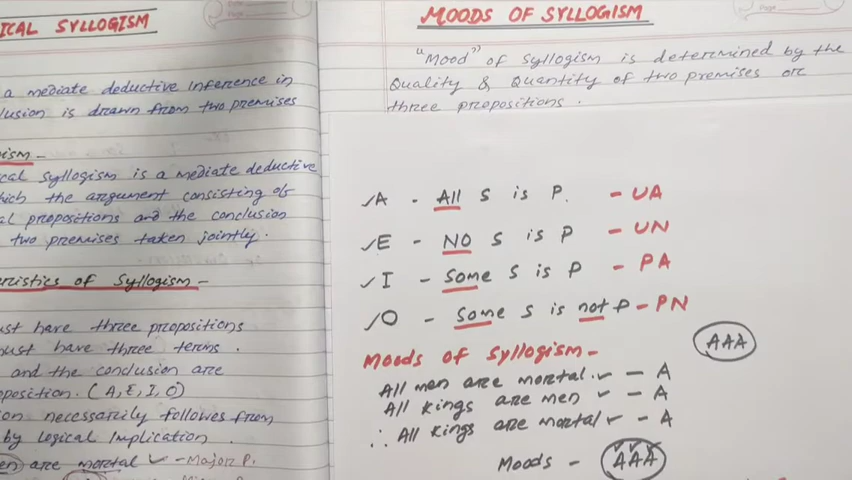 ICAL SYLLOGISM
a mediate deductive inference in
clusion is drawn from two premises
ism-
cal syllogism is a mediate deductive
which the argument consisting of
al propositions and the conclusion
two premises taken jointly.
teristics of Syllogism -
ust have three propositions
must have three terms.
and the conclusion are
position. (A, E, I, O)
ion necessarily follows from
by logical Implication.
en are mortal ✓ - Major P.
MOODS OF SYLLOGISM
"Mood" of syllogism is determined by the
Quality & Quantity of two premises or
three propositions.
✓A - All S is P. - UA
✓E - NO S is P - UN
✓I - Some S is P - PA
✓O - Some S is not P - PN
AAA
Moods of Syllogism -
All men are mortal. ✓ - A
All Kings are men ✓ - A
∴ All Kings are mortal ✓ - A
Moods - AAA